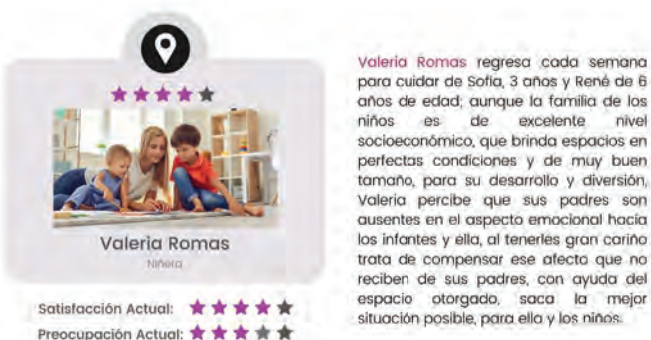 Valeria Romas
Niñera
Satisfacción Actual:
Preocupación Actual:
Valeria Romas regresa cada semana
para cuidar de Sofía, 3 años y René de 6
años de edad; aunque la familia de los
niños es de excelente nivel
socioeconómico, que brinda espacios en
perfectas condiciones y de muy buen
tamaño, para su desarrollo y diversión,
Valeria percibe que sus padres son
ausentes en el aspecto emocional hacia
los infantes y ella, al tenerles gran cariño
trata de compensar ese afecto que no
reciben de sus padres, con ayuda del
espacio otorgado, saca la mejor
situación posible, para ella y los niños.